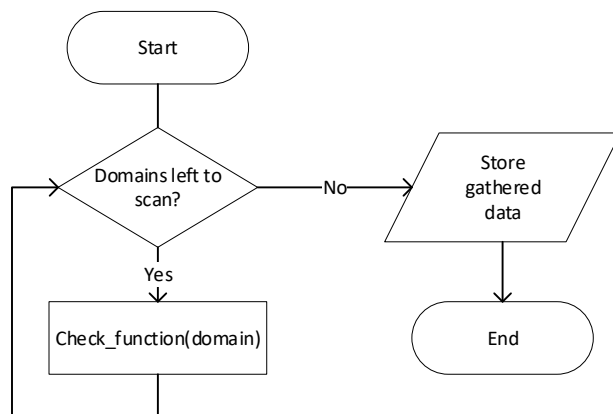 Start
Domains left to
scan?
No
Store
gathered
data
Yes
Check_function(domain)
End